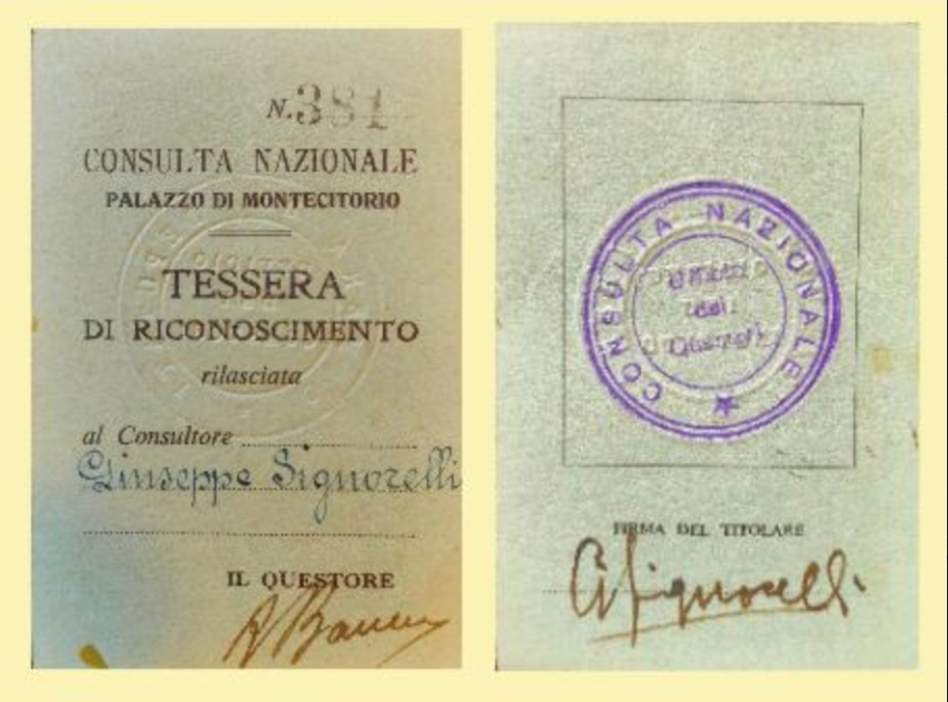 N. 381
CONSULTA NAZIONALE
PALAZZO DI MONTECITORIO
TESSERA
DI RICONOSCIMENTO
rilasciata
al Consultore
Giuseppe Signorelli
IL QUESTORE
CONSULTA NAZIONALE
dei
FIRMA DEL TITOLARE
G Signorelli